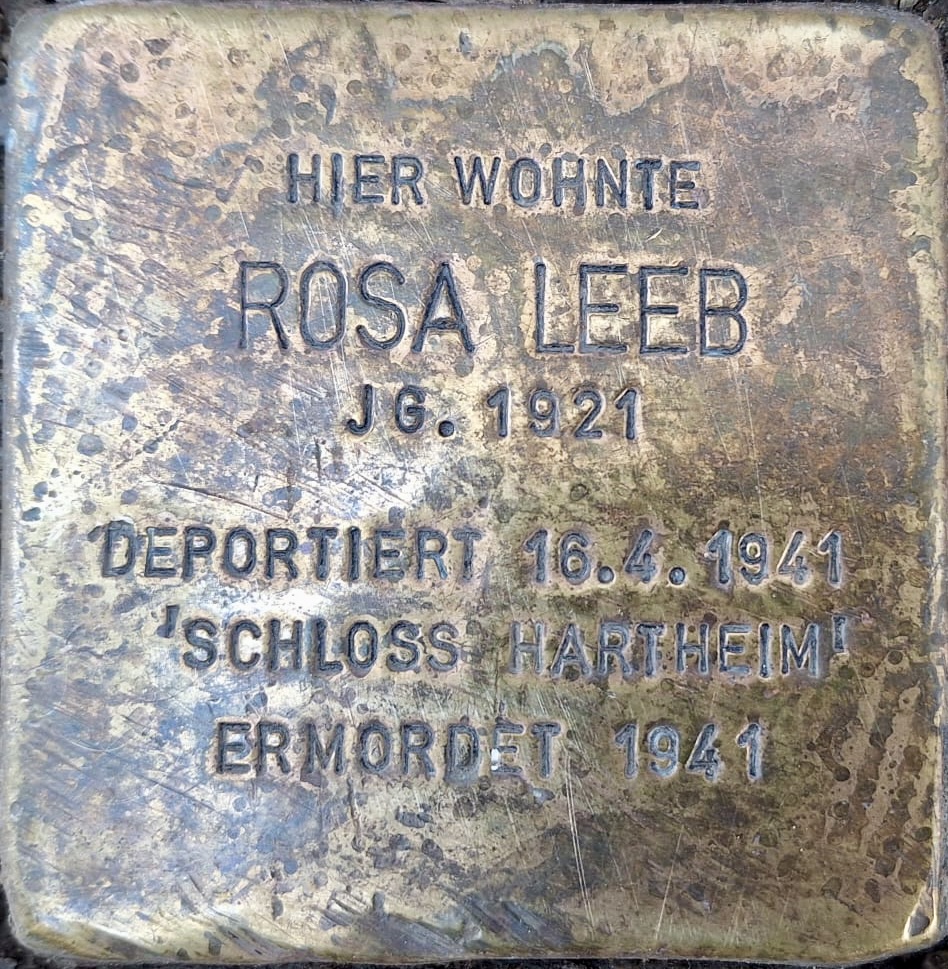 HIER WOHNTE
ROSA LEEB
JG. 1921
DEPORTIERT 16.4.1941
'SCHLOSS HARTHEIM'
ERMORDET 1941